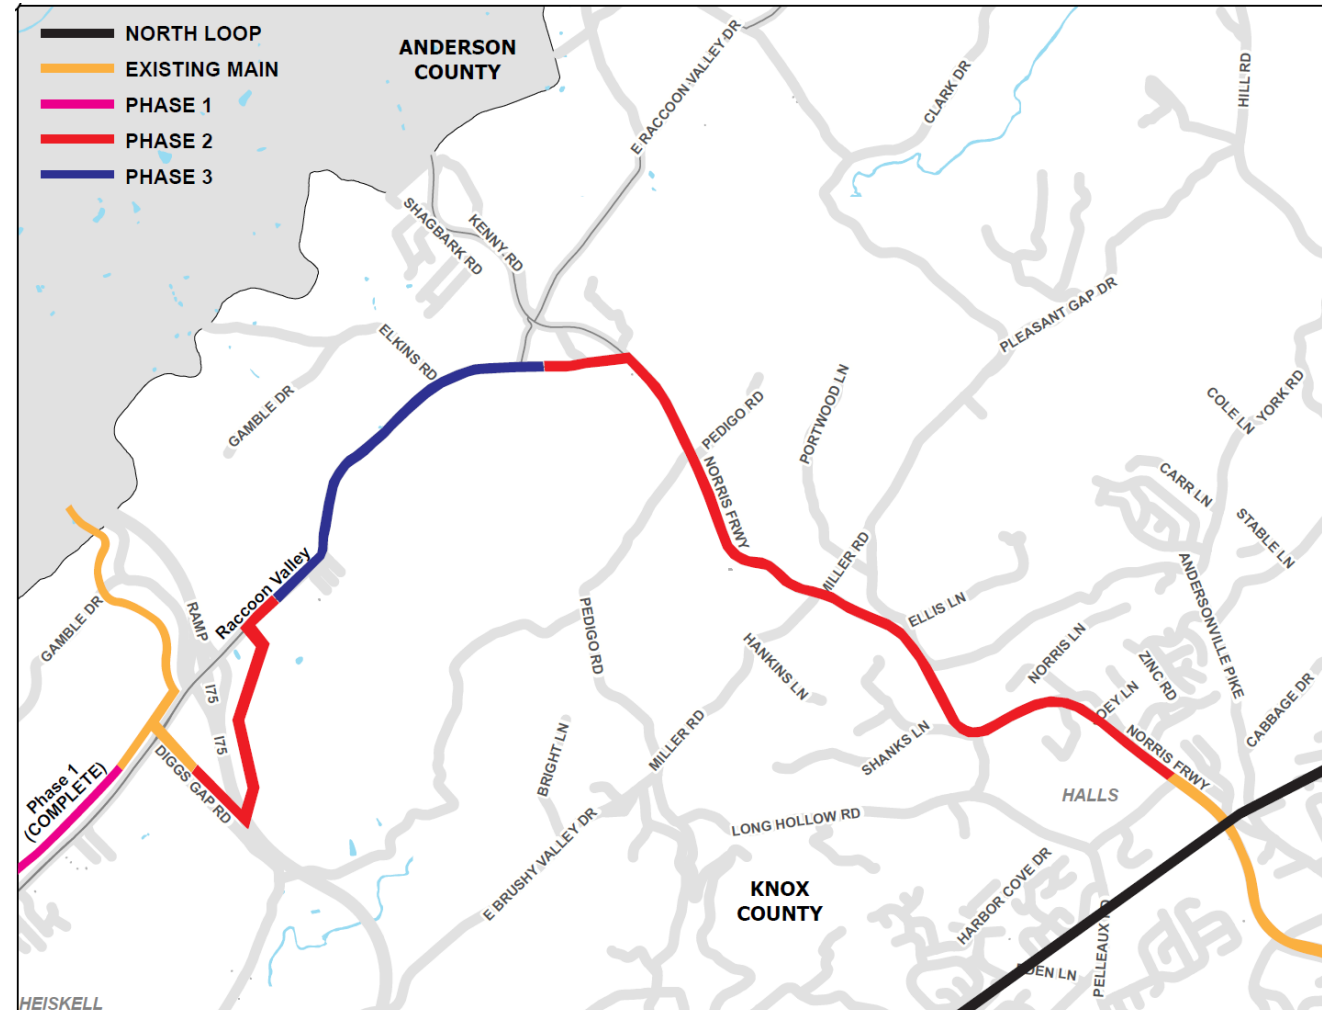 NORTH LOOP
EXISTING MAIN
PHASE 1
PHASE 2
PHASE 3
ANDERSON
COUNTY
E RACCOON VALLEY DR
CLARK DR
HILL RD
SHAGBARK RD
KENNY RD
ELKINS RD
GAMBLE DR
PLEASANT GAP DR
PORTWOOD LN
PEDIGO RD
NORRIS FRWY
COLE LN
YORK RD
CARR LN
STABLE LN
MILLER RD
Raccoon Valley
RAMP
GAMBLE DR
I75
I75
DIGGS GAP RD
Phase 1
(COMPLETE)
PEDIGO RD
ELLIS LN
HANKINS LN
NORRIS LN
ZINC RD
ANDERSONVILLE PIKE
OEY LN
CABBAGE DR
NORRIS FRWY
SHANKS LN
MILLER RD
BRIGHT LN
HALLS
LONG HOLLOW RD
E BRUSHY VALLEY DR
KNOX
COUNTY
HARBOR COVE DR
PELLEAUX RD
EDEN LN
HEISKELL